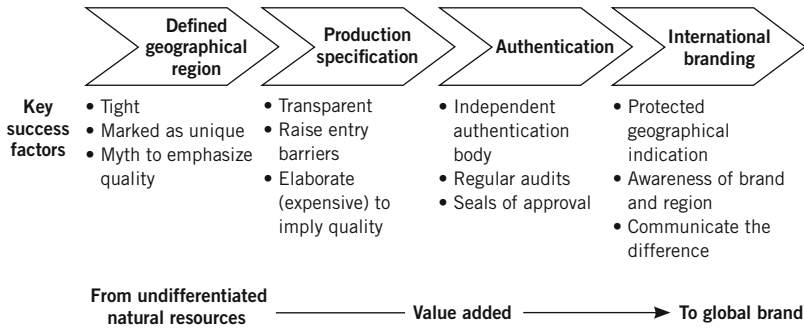 Defined
geographical
region
Production
specification
Authentication
International
branding
Key
success
factors
• Tight
• Marked as unique
• Myth to emphasize
quality
• Transparent
• Raise entry
barriers
• Elaborate
(expensive) to
imply quality
• Independent
authentication
body
• Regular audits
• Seals of approval
• Protected
geographical
indication
• Awareness of brand
and region
• Communicate the
difference
From undifferentiated
natural resources
Value added
To global brand